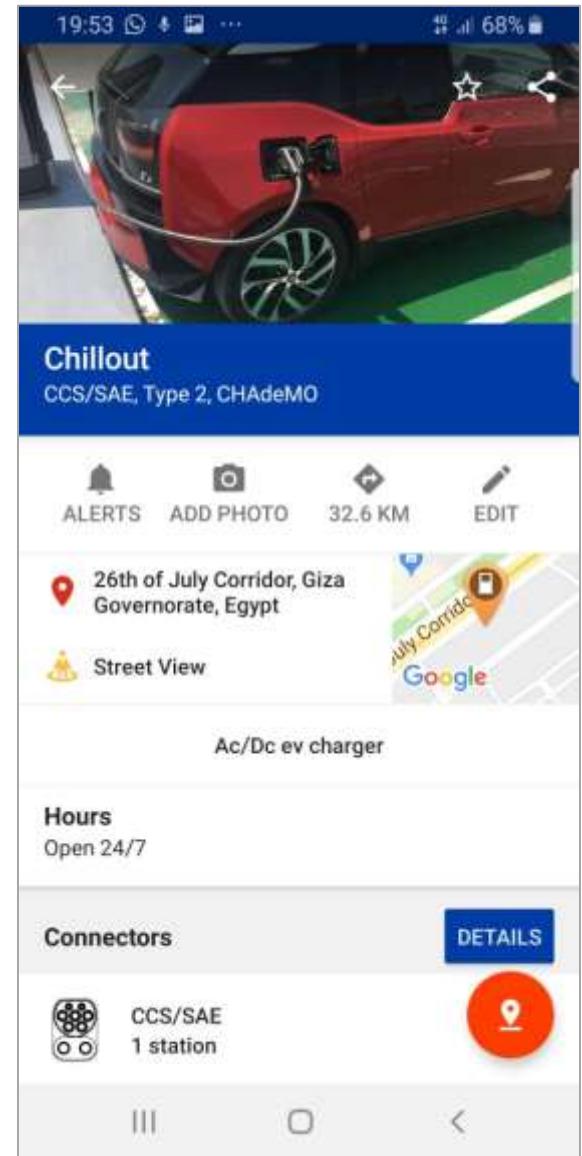 19:53
68%
Chillout
CCS/SAE, Type 2, CHAdeMO
ALERTS
ADD PHOTO
32.6 KM
EDIT
26th of July Corridor, Giza
Governorate, Egypt
Street View
July Corrido
Google
Ac/Dc ev charger
Hours
Open 24/7
Connectors
DETAILS
CCS/SAE
1 station